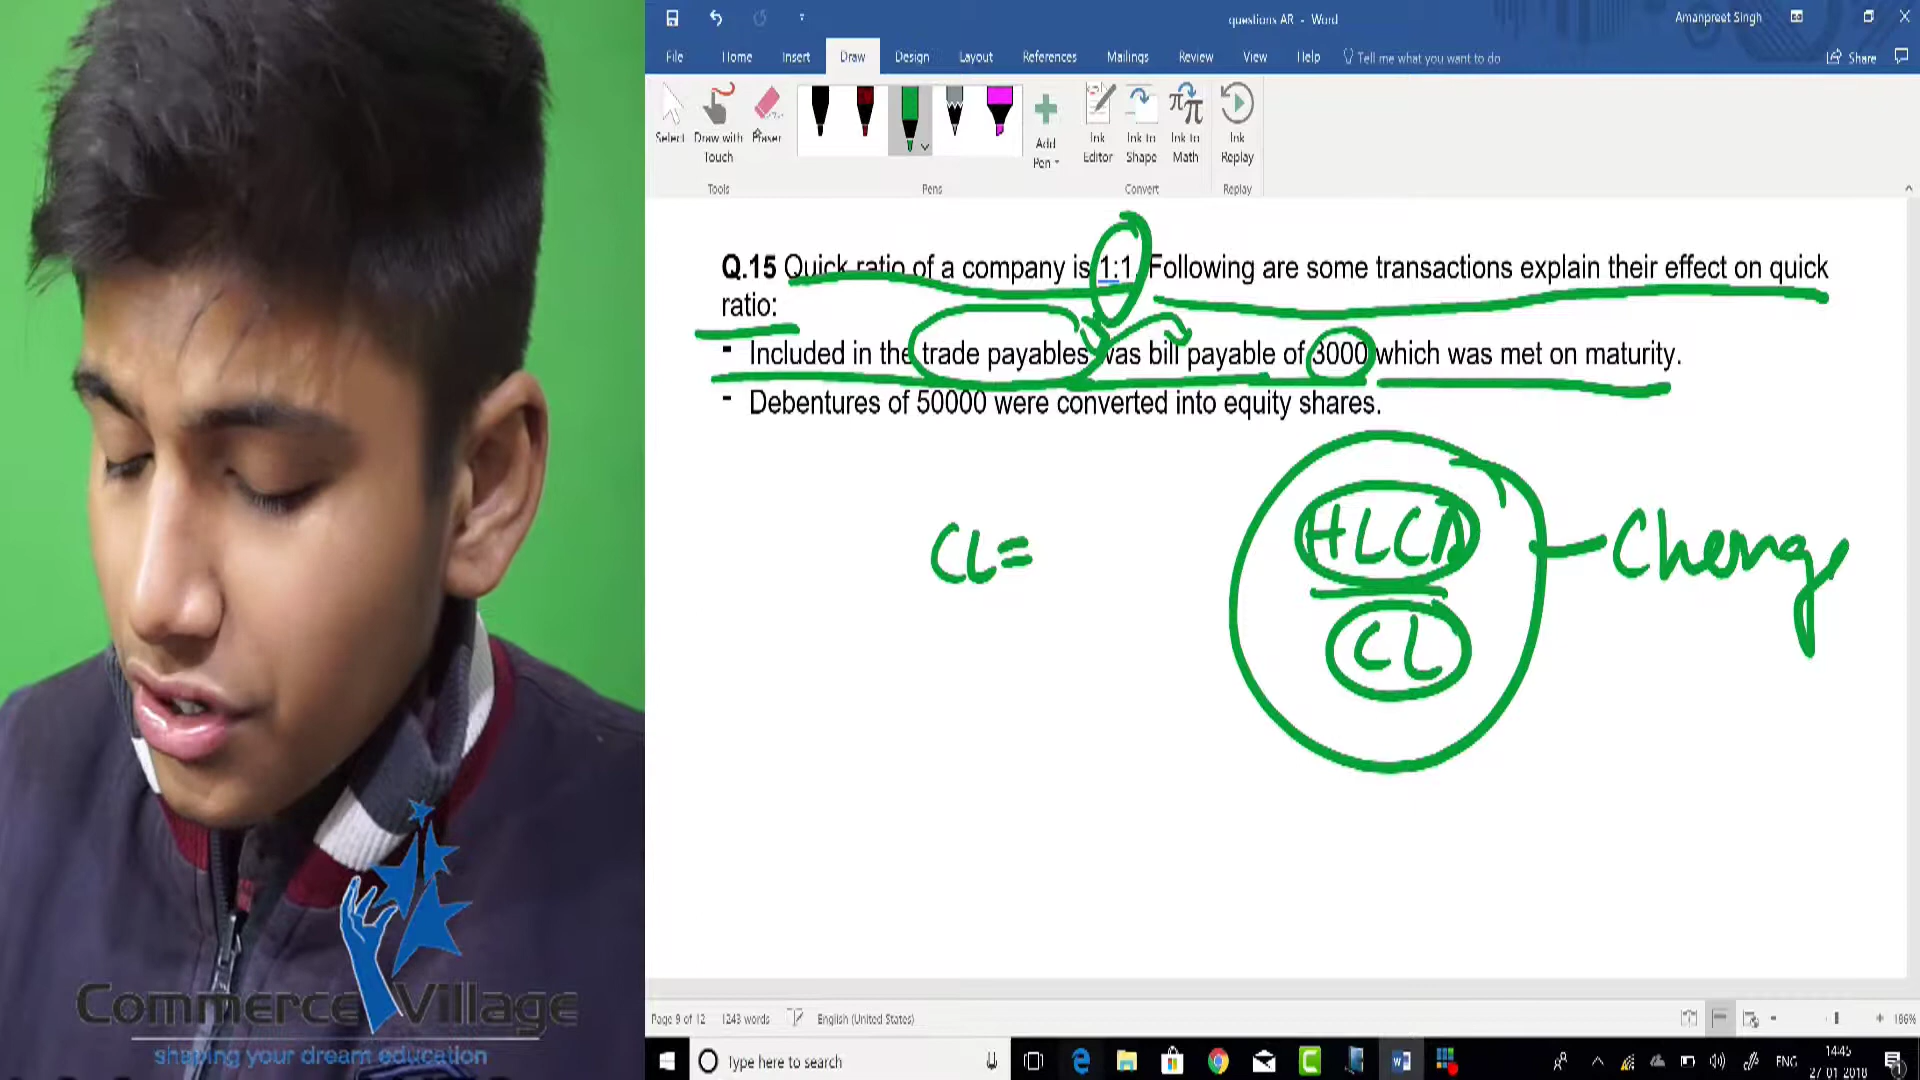 questions AR - Word
Amanpreet Singh
File Home Insert Draw Design Layout References Mailings Review View Help Tell me what you want to do Share
Select
Draw with Touch
Eraser
Add Pen
Ink Editor
Ink to Shape
Ink to Math
Ink Replay
Tools Pens Convert Replay
Q.15 Quick ratio of a company is 1:1. Following are some transactions explain their effect on quick
ratio:
- Included in the trade payables was bill payable of 3000 which was met on maturity.
- Debentures of 50000 were converted into equity shares.
CL=
HLCA
CL
Change
Commerce Village
shaping your dream education
Page 9 of 12 1243 words English (United States) 186%
Type here to search
ENG
14:45
27-01-2018